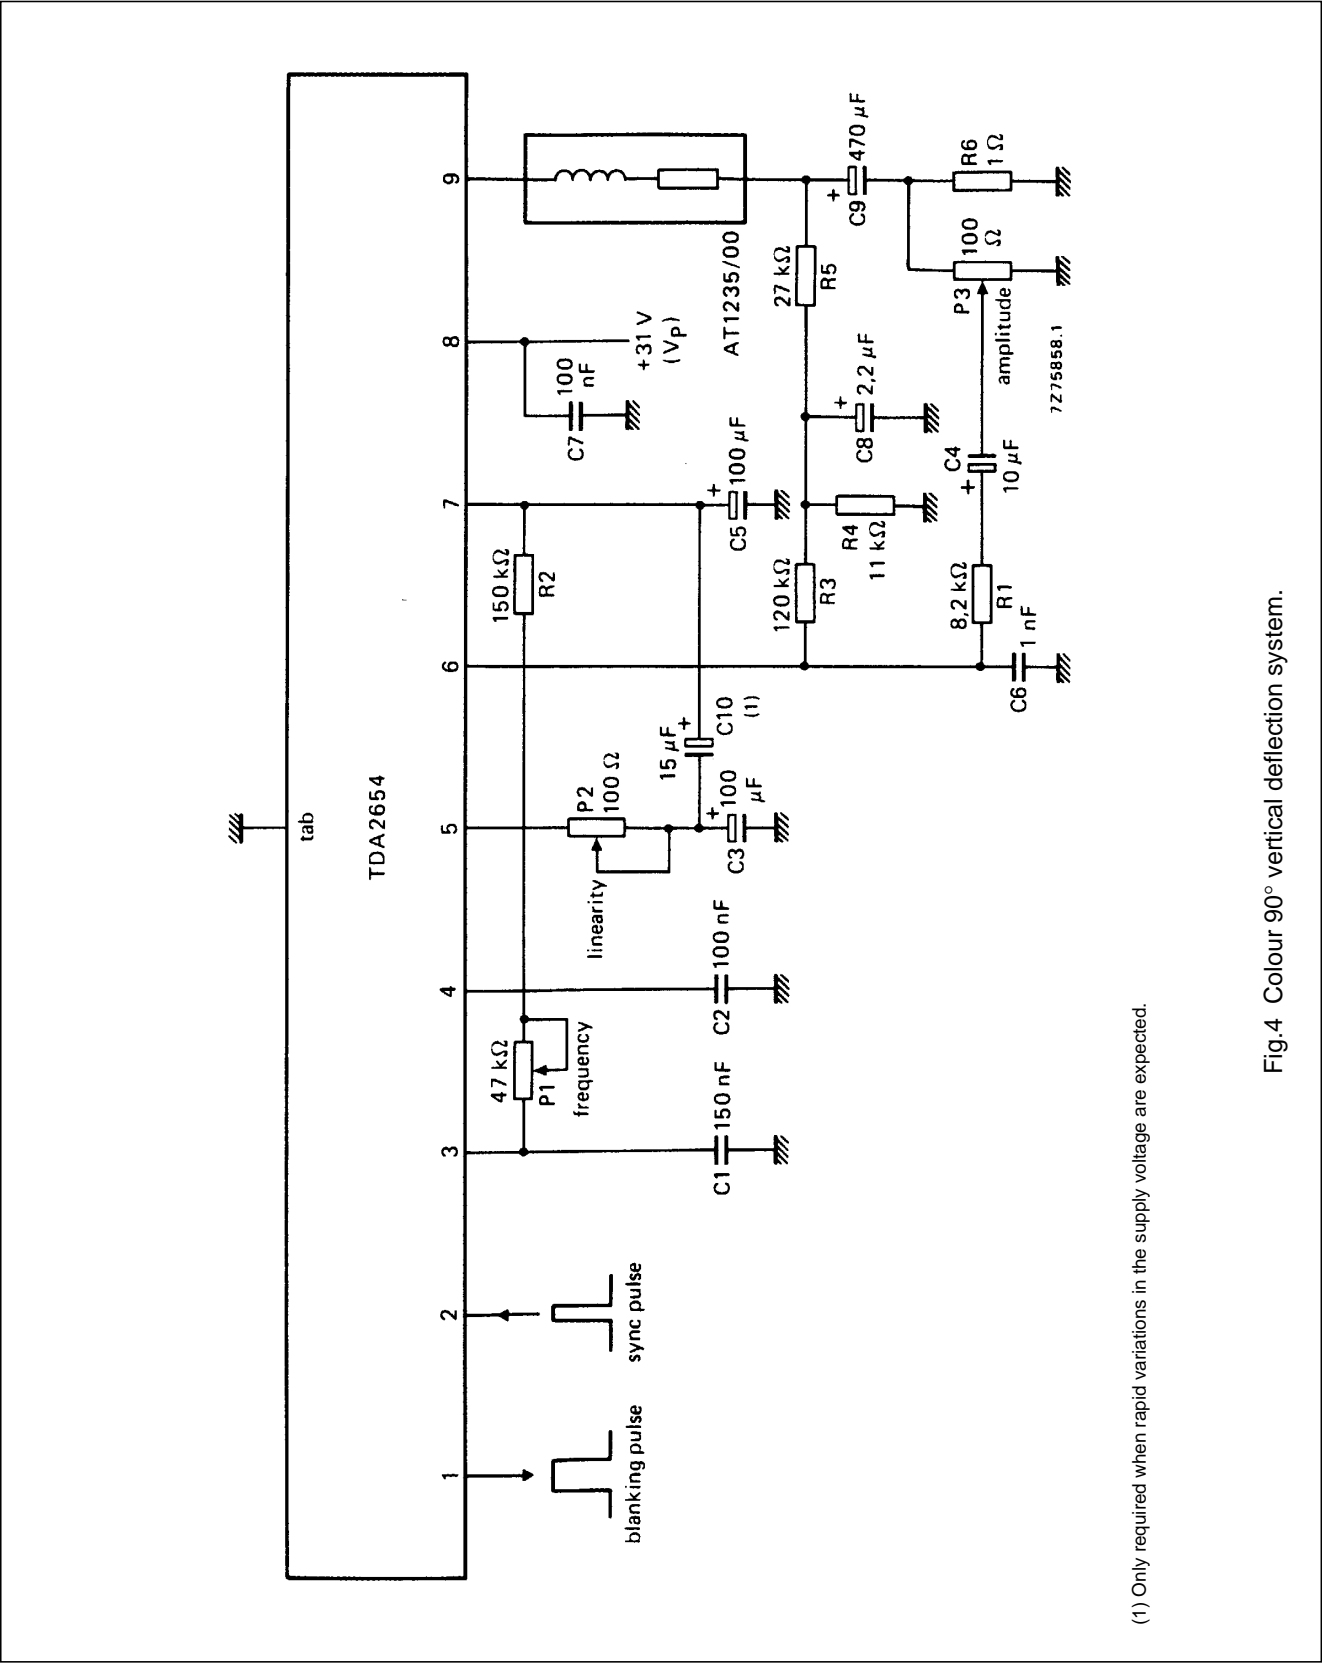 tab
TDA2654
1
2
3
4
5
6
7
8
9
blanking pulse
sync pulse
47 kΩ
P1
frequency
C1
150 nF
C2
100 nF
linearity
P2
100 Ω
C3
+
100
μF
15 μF
+
C10
(1)
150 kΩ
R2
C5
+
100 μF
C7
100
nF
+31 V
(VP)
AT1235/00
120 kΩ
R3
R4
11 kΩ
C8
+
2,2 μF
27 kΩ
R5
+
C9
470 μF
R6
1 Ω
100
Ω
P3
amplitude
C4
+
10 μF
8,2 kΩ
R1
C6
1 nF
7Z75858.1
(1) Only required when rapid variations in the supply voltage are expected.
Fig.4 Colour 90° vertical deflection system.